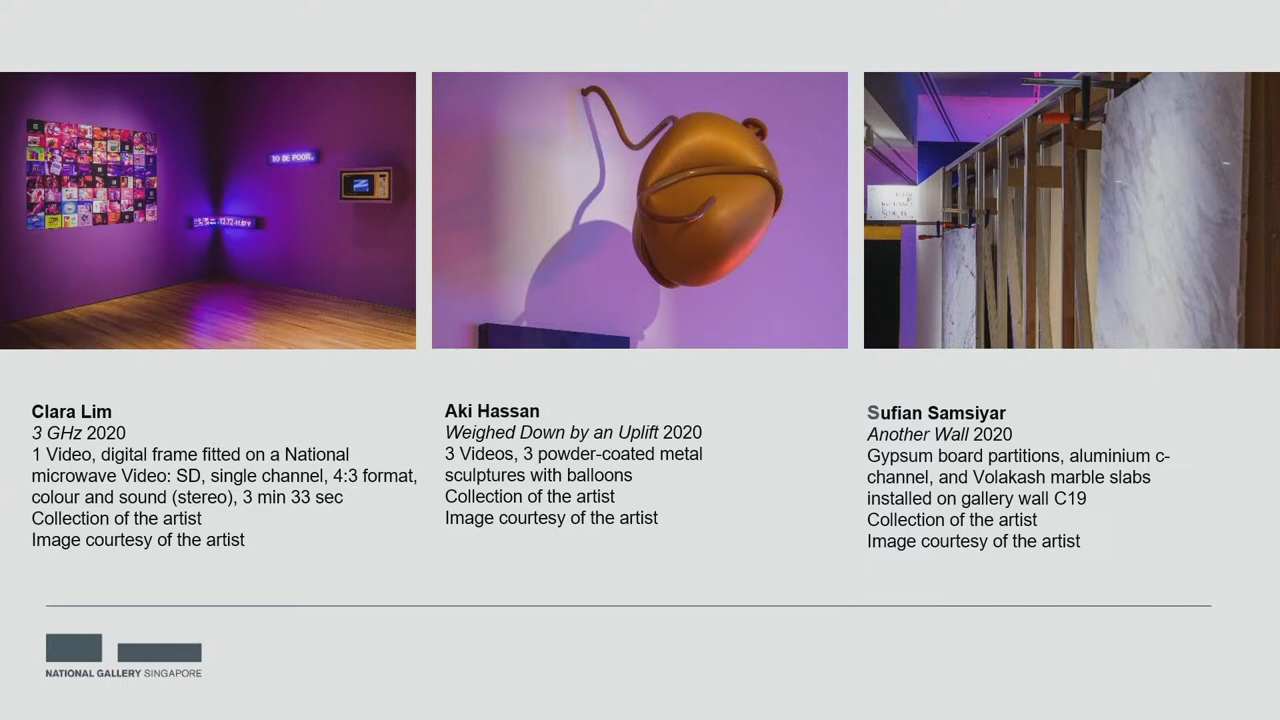 TO BE POOR..
Clara Lim
3 GHz 2020
1 Video, digital frame fitted on a National
microwave Video: SD, single channel, 4:3 format,
colour and sound (stereo), 3 min 33 sec
Collection of the artist
Image courtesy of the artist
Aki Hassan
Weighed Down by an Uplift 2020
3 Videos, 3 powder-coated metal
sculptures with balloons
Collection of the artist
Image courtesy of the artist
Sufian Samsiyar
Another Wall 2020
Gypsum board partitions, aluminium c-
channel, and Volakash marble slabs
installed on gallery wall C19
Collection of the artist
Image courtesy of the artist
NATIONAL GALLERY SINGAPORE